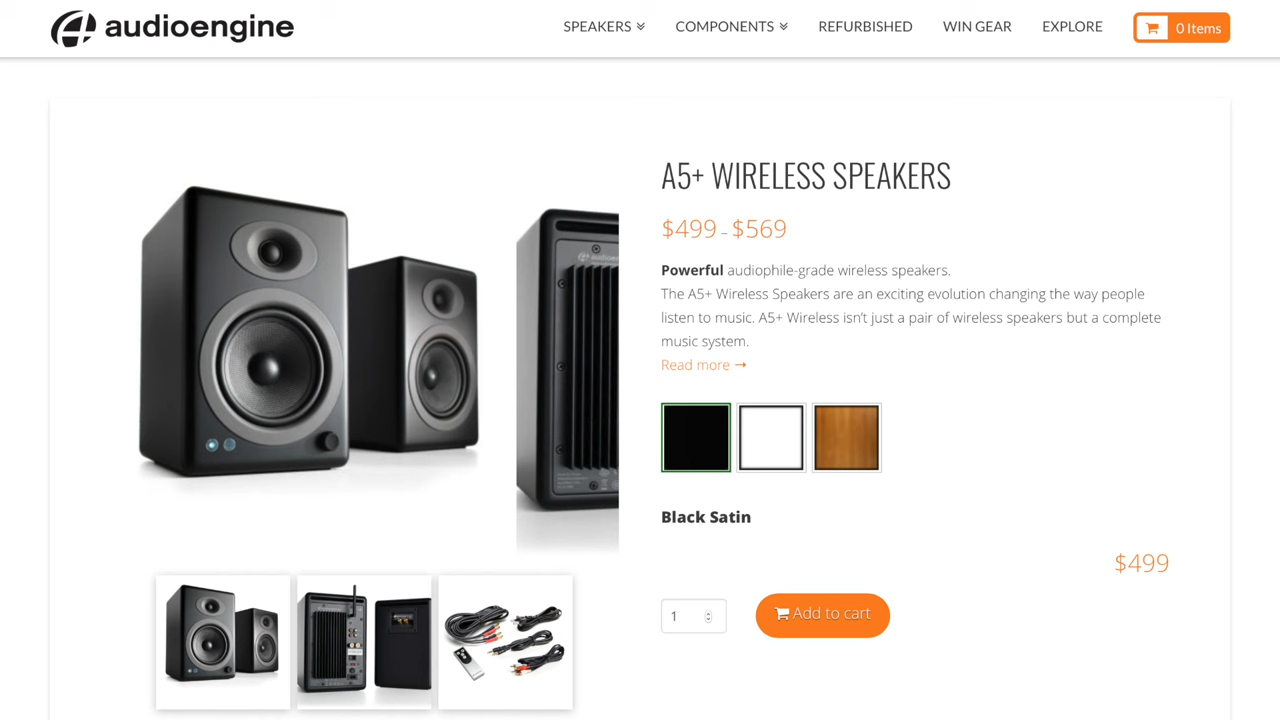 audioengine
SPEAKERS
COMPONENTS
REFURBISHED
WIN GEAR
EXPLORE
0 Items
audioengine
A5+ WIRELESS SPEAKERS
$499 – $569
Powerful audiophile-grade wireless speakers.
The A5+ Wireless Speakers are an exciting evolution changing the way people
listen to music. A5+ Wireless isn't just a pair of wireless speakers but a complete
music system.
Read more →
Black Satin
$499
1
Add to cart